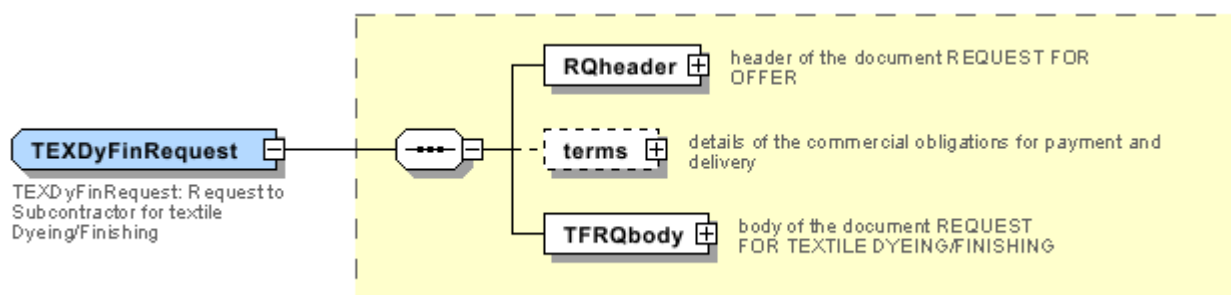 RQheader
header of the document REQUEST FOR
OFFER
TEXDyFinRequest
TEXDyFinRequest: Request to
Subcontractor for textile
Dyeing/Finishing
terms
details of the commercial obligations for payment and
delivery
TFRQbody
body of the document REQUEST
FOR TEXTILE DYEING/FINISHING